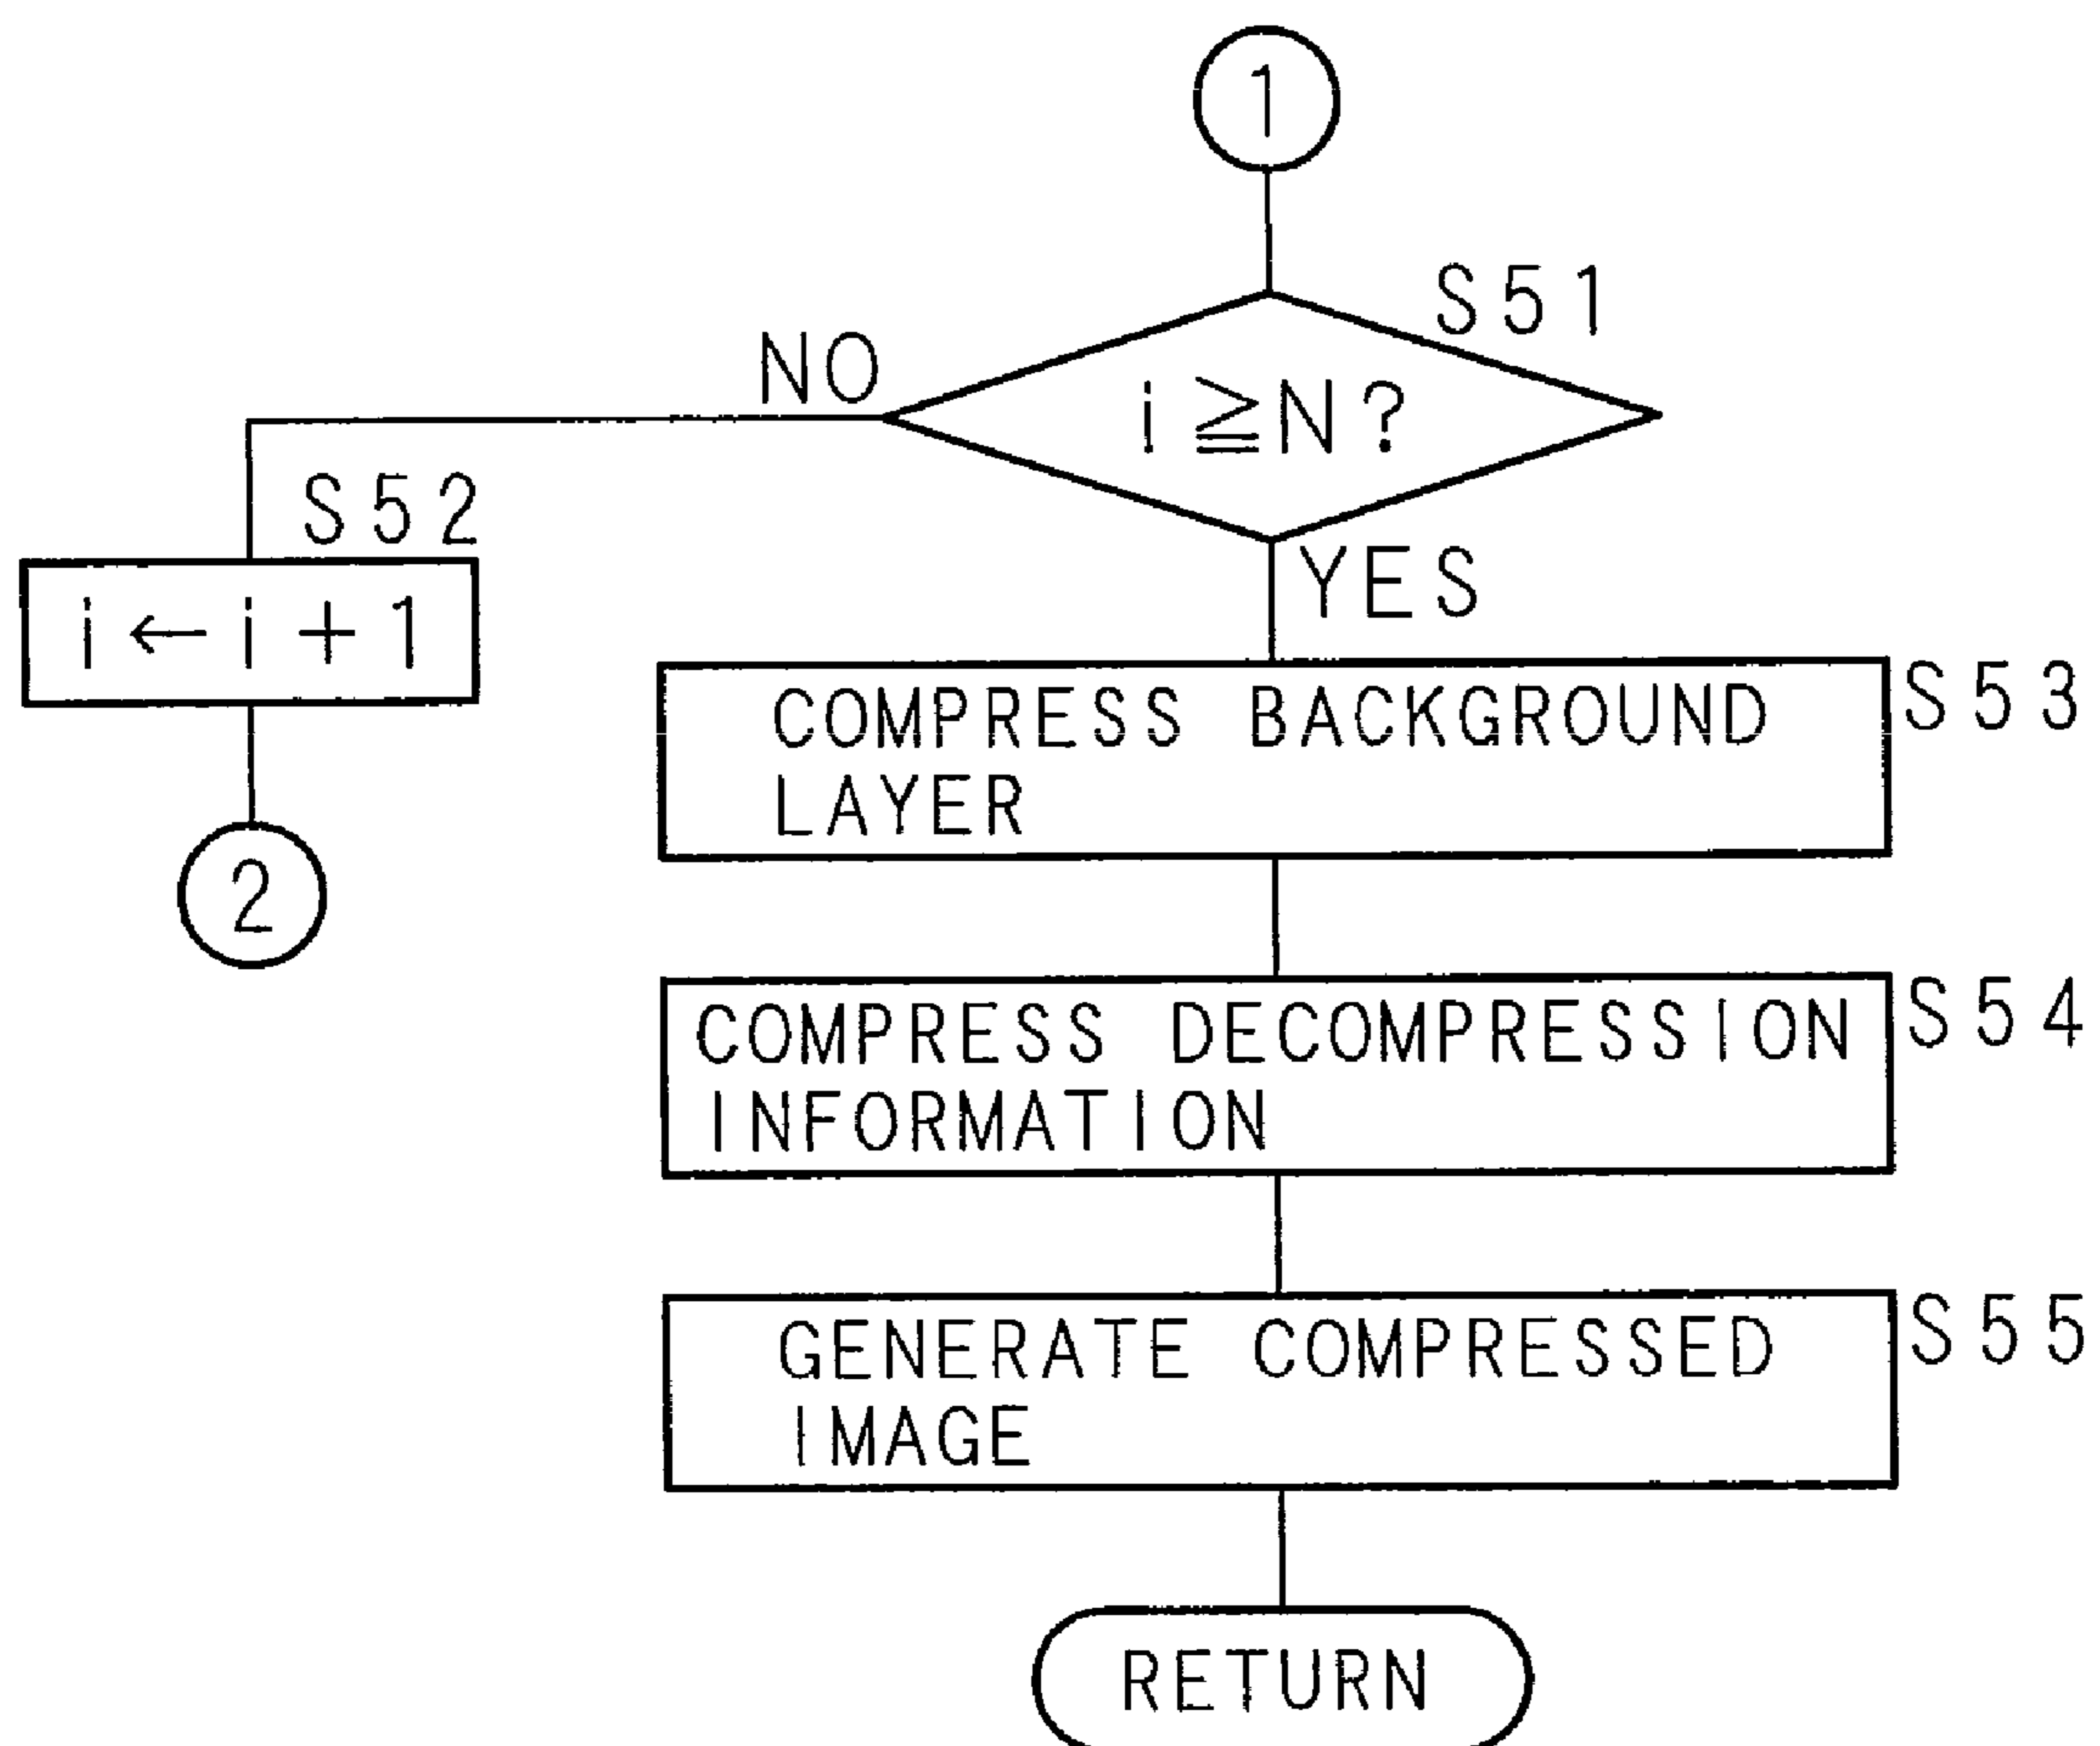 1
S51
NO
i≧N?
S52
YES
i←i+1
S53
COMPRESS BACKGROUND
LAYER
2
S54
COMPRESS DECOMPRESSION
INFORMATION
S55
GENERATE COMPRESSED
IMAGE
RETURN